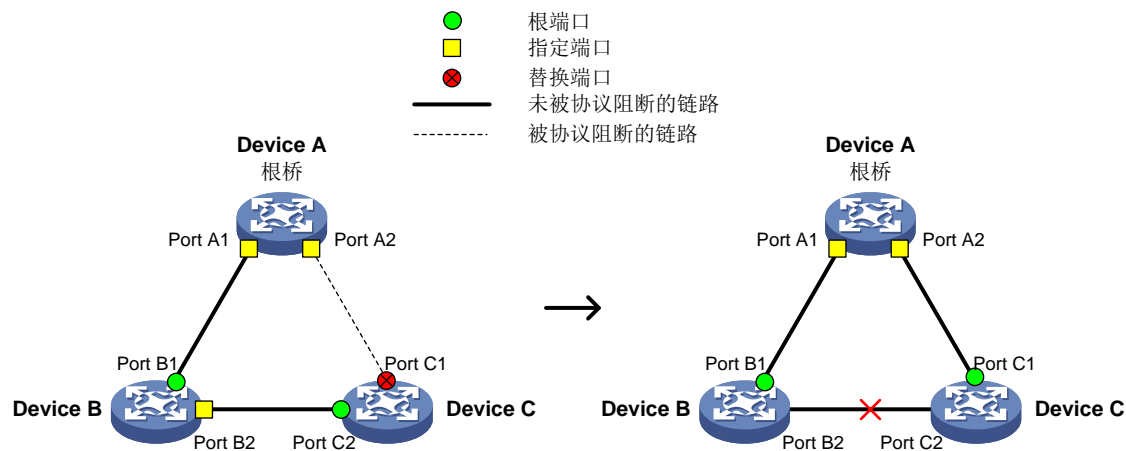 根端口
指定端口
替换端口
未被协议阻断的链路
被协议阻断的链路
Device A
根桥
Port A1
Port A2
Port B1
Port C1
Device B
Device C
Port B2
Port C2
Device A
根桥
Port A1
Port A2
Port B1
Port C1
Device B
Device C
Port B2
Port C2